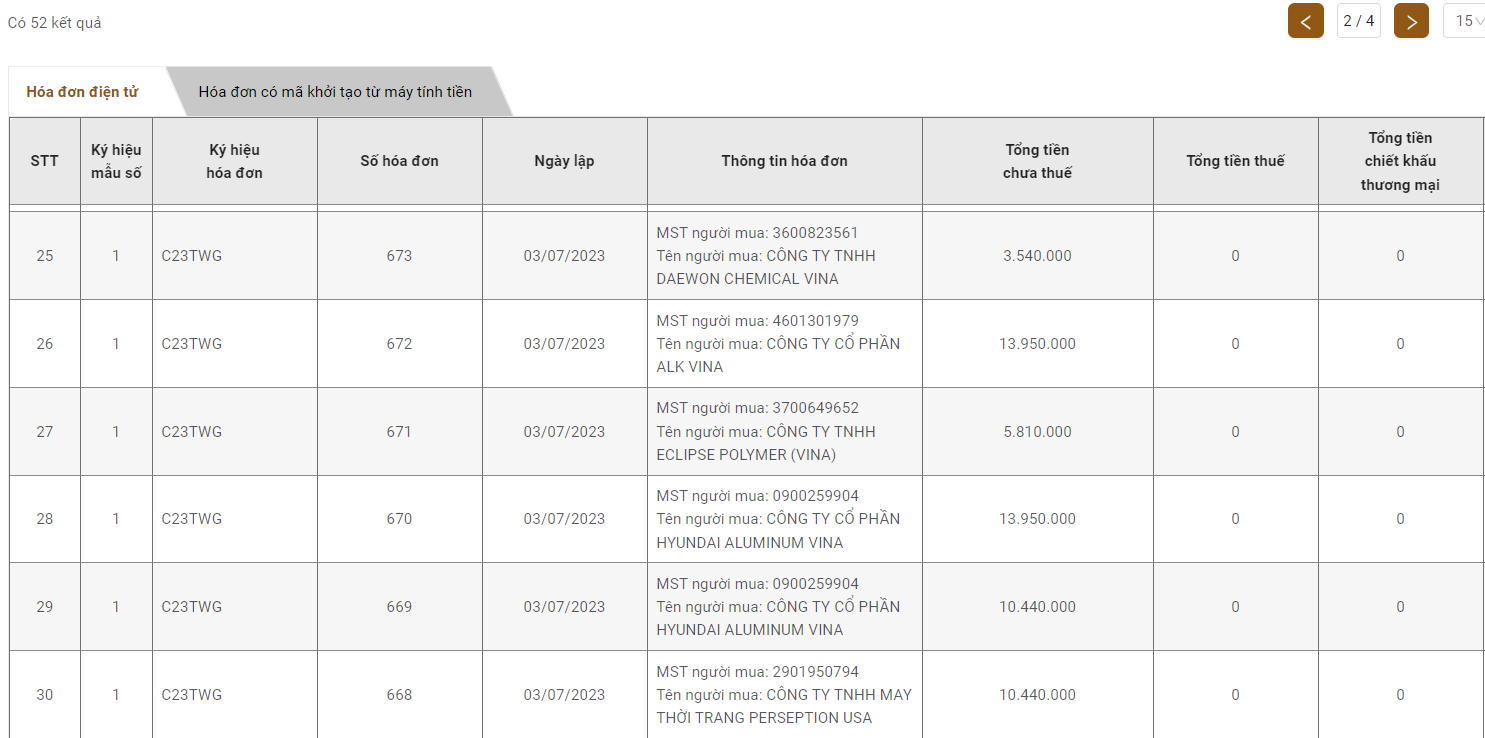 Có 52 kết quả
2 / 4
15
Hóa đơn điện tử
Hóa đơn có mã khởi tạo từ máy tính tiền
STT
Ký hiệu
mẫu số
Ký hiệu
hóa đơn
Số hóa đơn
Ngày lập
Thông tin hóa đơn
Tổng tiền
chưa thuế
Tổng tiền thuế
Tổng tiền
chiết khấu
thương mại
25
1
C23TWG
673
03/07/2023
MST người mua: 3600823561
Tên người mua: CÔNG TY TNHH
DAEWON CHEMICAL VINA
3.540.000
0
0
26
1
C23TWG
672
03/07/2023
MST người mua: 4601301979
Tên người mua: CÔNG TY CỔ PHẦN
ALK VINA
13.950.000
0
0
27
1
C23TWG
671
03/07/2023
MST người mua: 3700649652
Tên người mua: CÔNG TY TNHH
ECLIPSE POLYMER (VINA)
5.810.000
0
0
28
1
C23TWG
670
03/07/2023
MST người mua: 0900259904
Tên người mua: CÔNG TY CỔ PHẦN
HYUNDAI ALUMINUM VINA
13.950.000
0
0
29
1
C23TWG
669
03/07/2023
MST người mua: 0900259904
Tên người mua: CÔNG TY CỔ PHẦN
HYUNDAI ALUMINUM VINA
10.440.000
0
0
30
1
C23TWG
668
03/07/2023
MST người mua: 2901950794
Tên người mua: CÔNG TY TNHH MAY
THỜI TRANG PERSEPTION USA
10.440.000
0
0